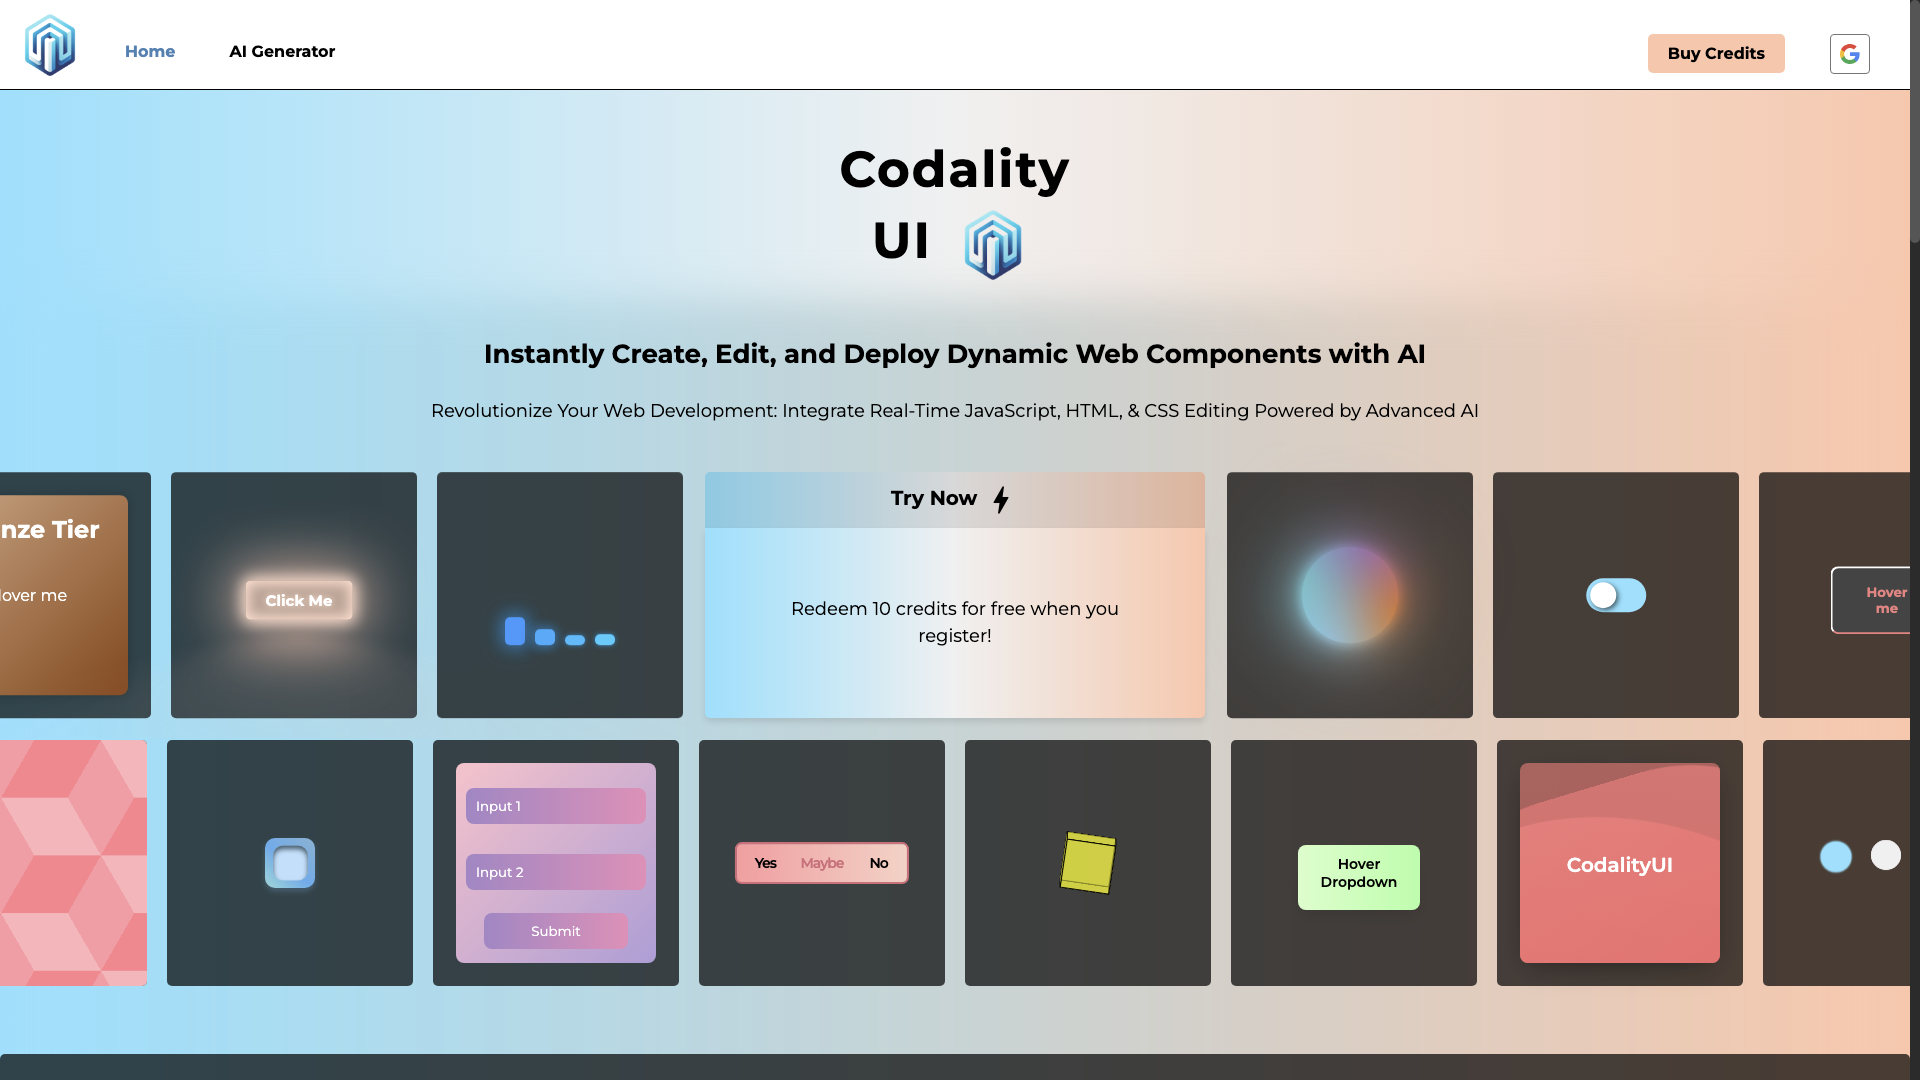 Home
AI Generator
Buy Credits
Codality
UI
Instantly Create, Edit, and Deploy Dynamic Web Components with AI
Revolutionize Your Web Development: Integrate Real-Time JavaScript, HTML, & CSS Editing Powered by Advanced AI
nze Tier
over me
Click Me
Try Now
Redeem 10 credits for free when you
register!
Hover
me
Input 1
Input 2
Submit
Yes
Maybe
No
Hover
Dropdown
CodalityUI